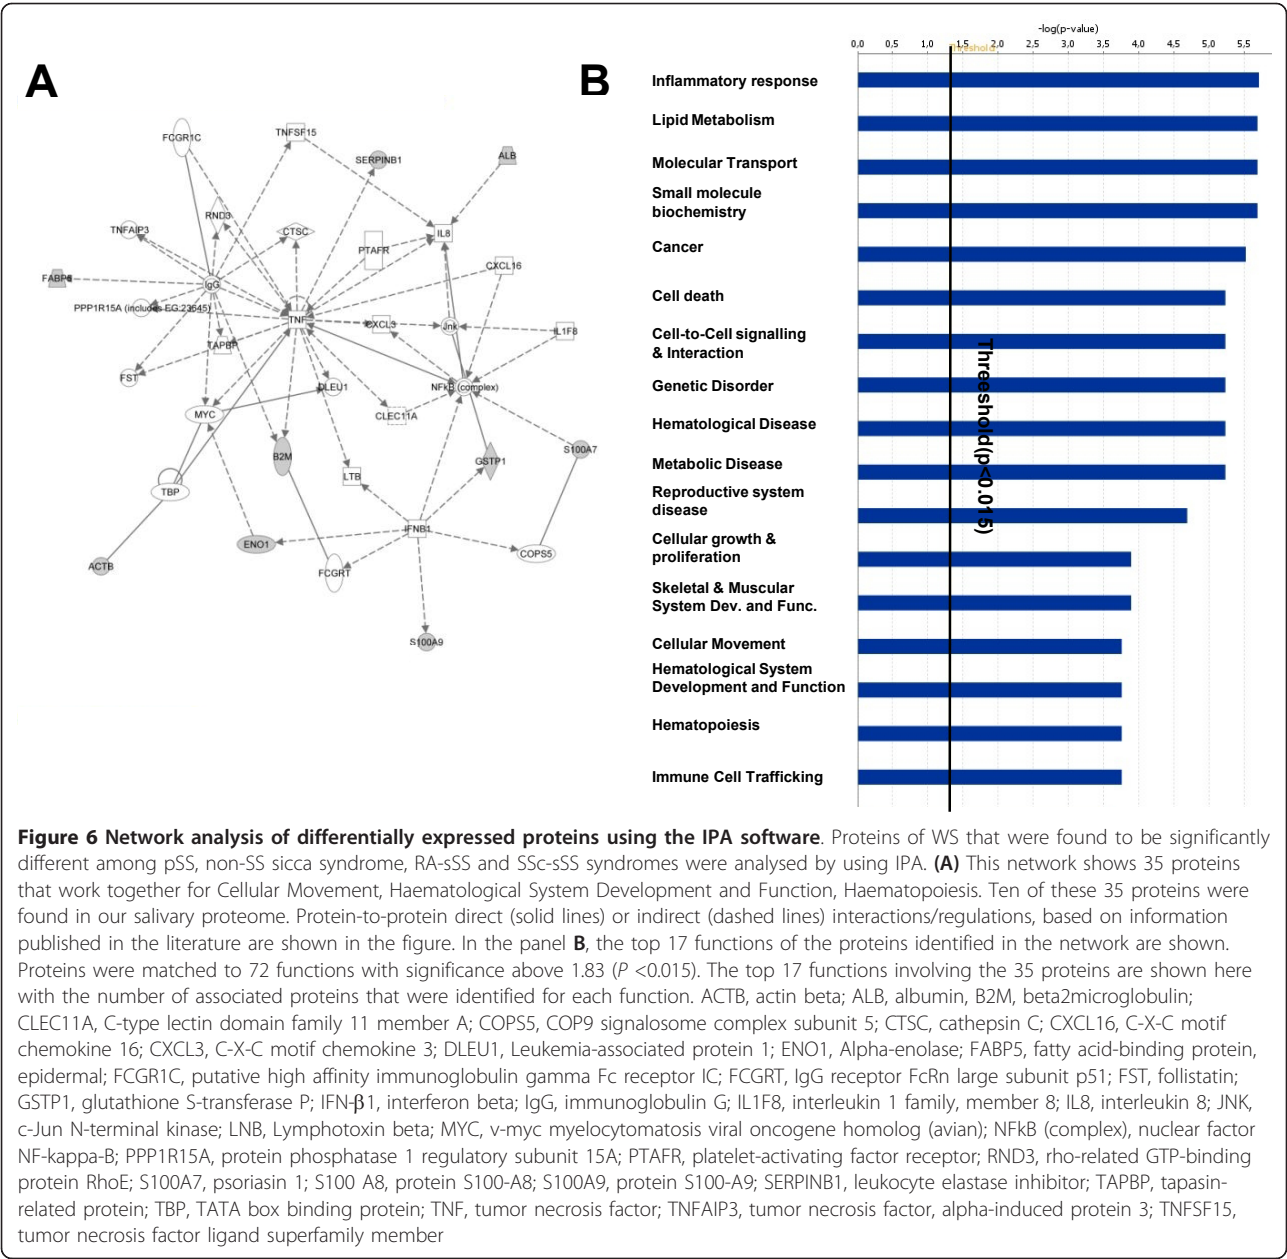 A
FCGR1C
TNFSF15
SERPINB1
ALB
RND3
TNFAIP3
CTSC
IL8
PTAFR
CXCL16
FABP5
IgG
PPP1R15A (includes EG:23645)
TNF
CXCL3
Jnk
IL1F8
TAPBP
FST
DLEU1
NFkB (complex)
MYC
CLEC11A
B2M
S100A7
GSTP1
LTB
TBP
IFNB1
ENO1
COPS5
ACTB
FCGRT
S100A9
B
-log(p-value)
0,0 0,5 1,0 1,5 2,0 2,5 3,0 3,5 4,0 4,5 5,0 5,5
Threshold
Inflammatory response
Lipid Metabolism
Molecular Transport
Small molecule
biochemistry
Cancer
Cell death
Cell-to-Cell signalling
& Interaction
Genetic Disorder
Hematological Disease
Metabolic Disease
Reproductive system
disease
Cellular growth &
proliferation
Skeletal & Muscular
System Dev. and Func.
Cellular Movement
Hematological System
Development and Function
Hematopoiesis
Immune Cell Trafficking
Threeshold(p<0.015)
Figure 6 Network analysis of differentially expressed proteins using the IPA software. Proteins of WS that were found to be significantly
different among pSS, non-SS sicca syndrome, RA-sSS and SSc-sSS syndromes were analysed by using IPA. (A) This network shows 35 proteins
that work together for Cellular Movement, Haematological System Development and Function, Haematopoiesis. Ten of these 35 proteins were
found in our salivary proteome. Protein-to-protein direct (solid lines) or indirect (dashed lines) interactions/regulations, based on information
published in the literature are shown in the figure. In the panel B, the top 17 functions of the proteins identified in the network are shown.
Proteins were matched to 72 functions with significance above 1.83 (P <0.015). The top 17 functions involving the 35 proteins are shown here
with the number of associated proteins that were identified for each function. ACTB, actin beta; ALB, albumin, B2M, beta2microglobulin;
CLEC11A, C-type lectin domain family 11 member A; COPS5, COP9 signalosome complex subunit 5; CTSC, cathepsin C; CXCL16, C-X-C motif
chemokine 16; CXCL3, C-X-C motif chemokine 3; DLEU1, Leukemia-associated protein 1; ENO1, Alpha-enolase; FABP5, fatty acid-binding protein,
epidermal; FCGR1C, putative high affinity immunoglobulin gamma Fc receptor IC; FCGRT, IgG receptor FcRn large subunit p51; FST, follistatin;
GSTP1, glutathione S-transferase P; IFN-β1, interferon beta; IgG, immunoglobulin G; IL1F8, interleukin 1 family, member 8; IL8, interleukin 8; JNK,
c-Jun N-terminal kinase; LNB, Lymphotoxin beta; MYC, v-myc myelocytomatosis viral oncogene homolog (avian); NFkB (complex), nuclear factor
NF-kappa-B; PPP1R15A, protein phosphatase 1 regulatory subunit 15A; PTAFR, platelet-activating factor receptor; RND3, rho-related GTP-binding
protein RhoE; S100A7, psoriasin 1; S100 A8, protein S100-A8; S100A9, protein S100-A9; SERPINB1, leukocyte elastase inhibitor; TAPBP, tapasin-
related protein; TBP, TATA box binding protein; TNF, tumor necrosis factor; TNFAIP3, tumor necrosis factor, alpha-induced protein 3; TNFSF15,
tumor necrosis factor ligand superfamily member